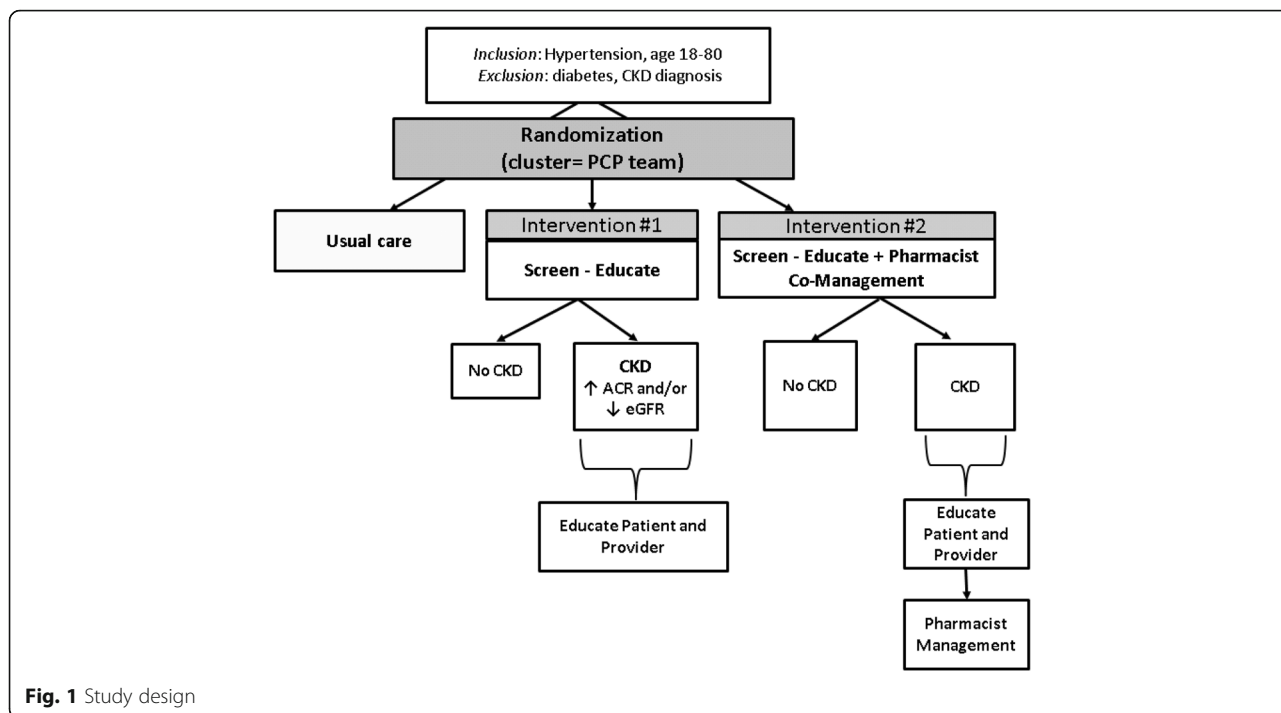 Inclusion: Hypertension, age 18-80
Exclusion: diabetes, CKD diagnosis
Randomization
(cluster= PCP team)
Usual care
Intervention #1
Screen - Educate
Intervention #2
Screen - Educate + Pharmacist
Co-Management
No CKD
CKD
↑ ACR and/or
↓ eGFR
No CKD
CKD
Educate Patient and
Provider
Educate
Patient and
Provider
Pharmacist
Management
Fig. 1 Study design